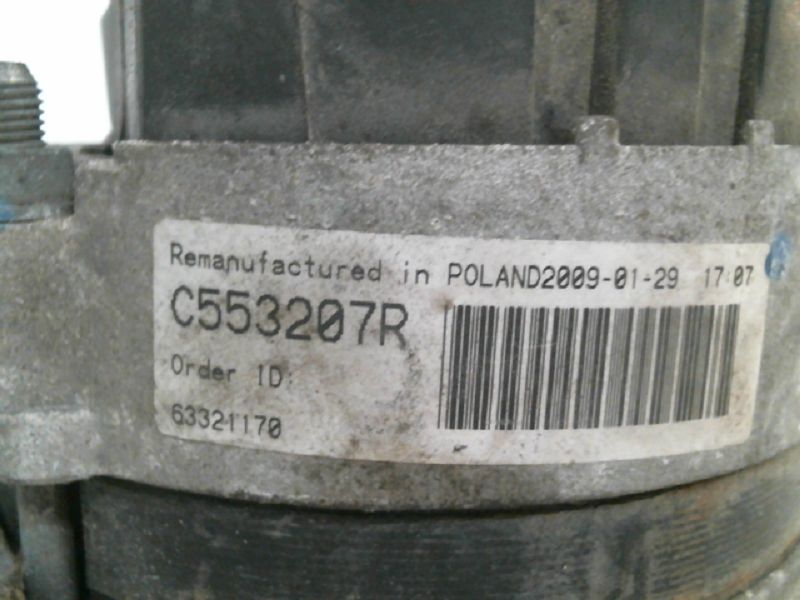 Remanufactured in POLAND2009-01-29 17:07
C553207R
Order ID:
63321170